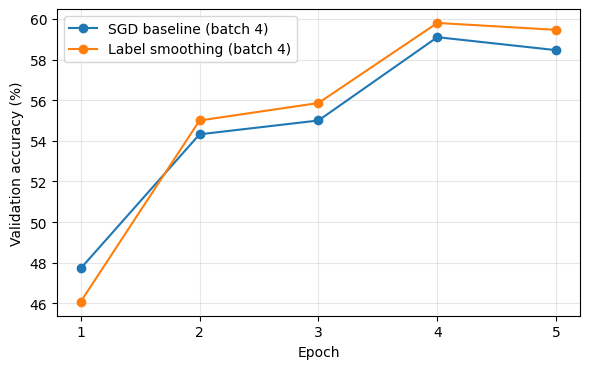 SGD baseline (batch 4)
Label smoothing (batch 4)
Validation accuracy (%)
60
58
56
54
52
50
48
46
1 2 3 4 5
Epoch